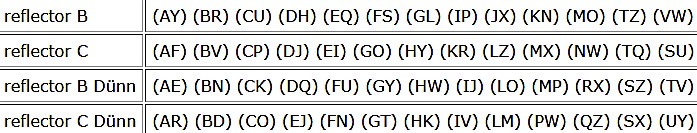 reflector B (AY) (BR) (CU) (DH) (EQ) (FS) (GL) (IP) (JX) (KN) (MO) (TZ) (VW)
reflector C (AF) (BV) (CP) (DJ) (EI) (GO) (HY) (KR) (LZ) (MX) (NW) (TQ) (SU)
reflector B Dünn (AE) (BN) (CK) (DQ) (FU) (GY) (HW) (IJ) (LO) (MP) (RX) (SZ) (TV)
reflector C Dünn (AR) (BD) (CO) (EJ) (FN) (GT) (HK) (IV) (LM) (PW) (QZ) (SX) (UY)